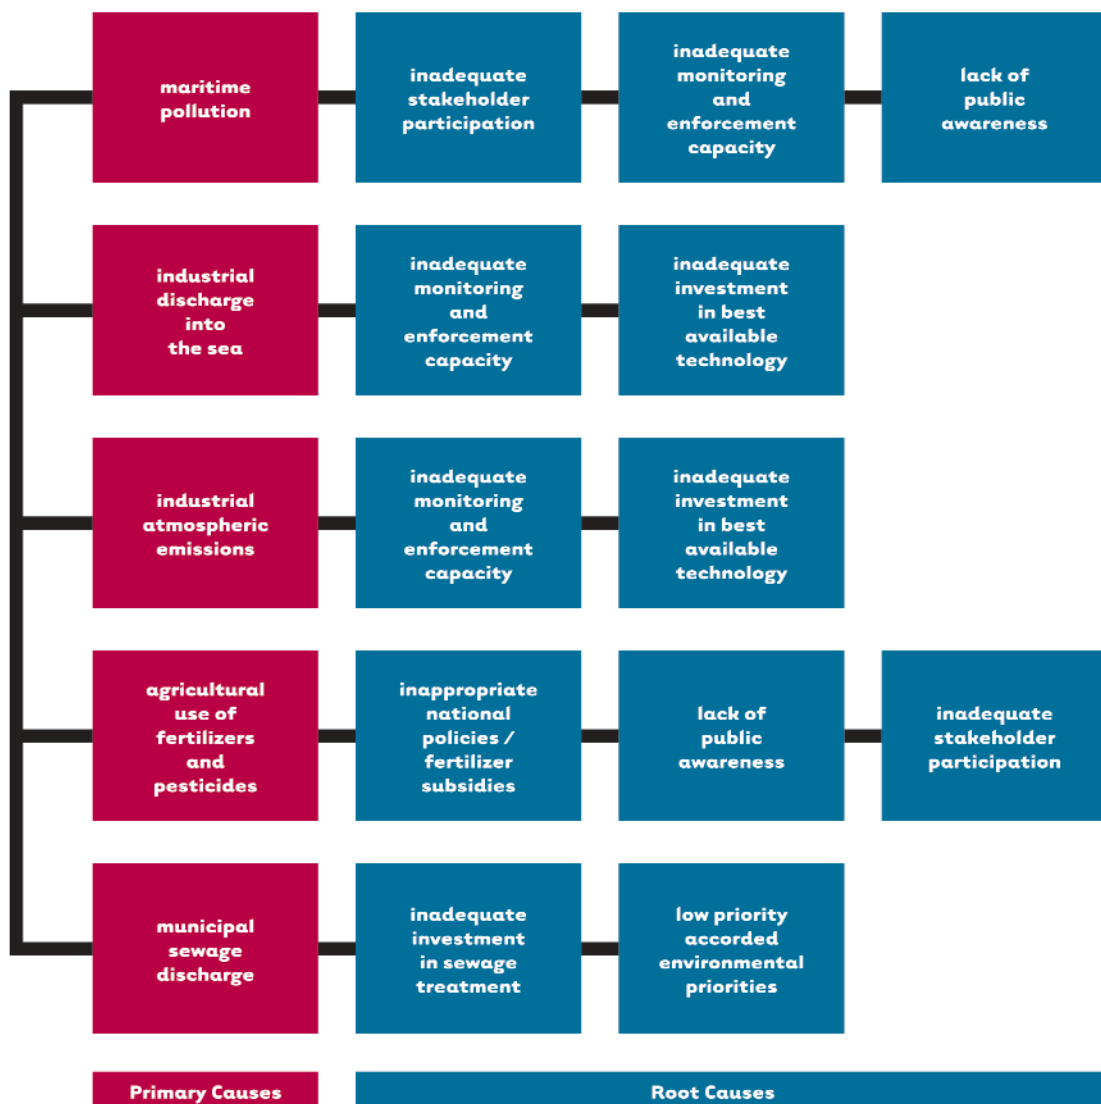 maritime
pollution
inadequate
stakeholder
participation
inadequate
monitoring
and
enforcement
capacity
lack of
public
awareness
industrial
discharge
into
the sea
inadequate
monitoring
and
enforcement
capacity
inadequate
investment
in best
available
technology
industrial
atmospheric
emissions
inadequate
monitoring
and
enforcement
capacity
inadequate
investment
in best
available
technology
agricultural
use of
fertilizers
and
pesticides
inappropriate
national
policies /
fertilizer
subsidies
lack of
public
awareness
inadequate
stakeholder
participation
municipal
sewage
discharge
inadequate
investment
in sewage
treatment
low priority
accorded
environmental
priorities
Primary Causes
Root Causes